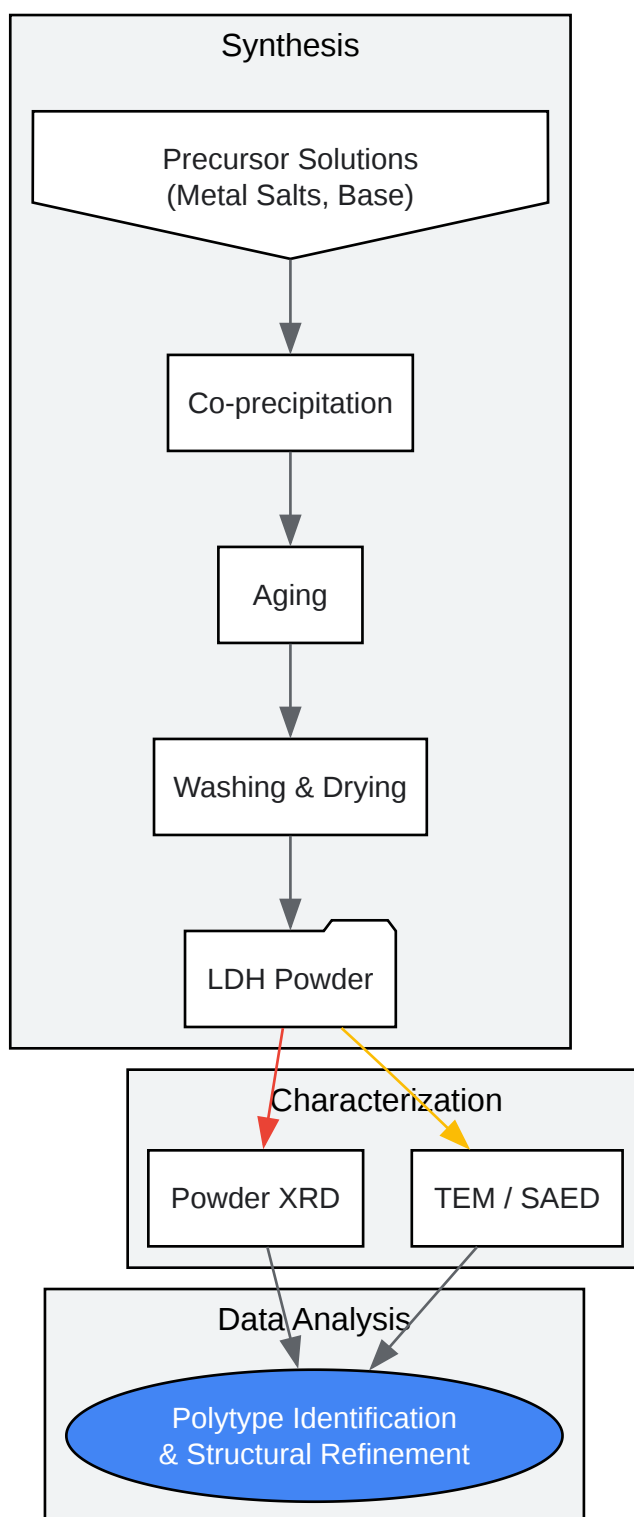 Synthesis
Precursor Solutions
(Metal Salts, Base)
Co-precipitation
Aging
Washing & Drying
LDH Powder
Characterization
Powder XRD
TEM / SAED
Data Analysis
Polytype Identification
& Structural Refinement